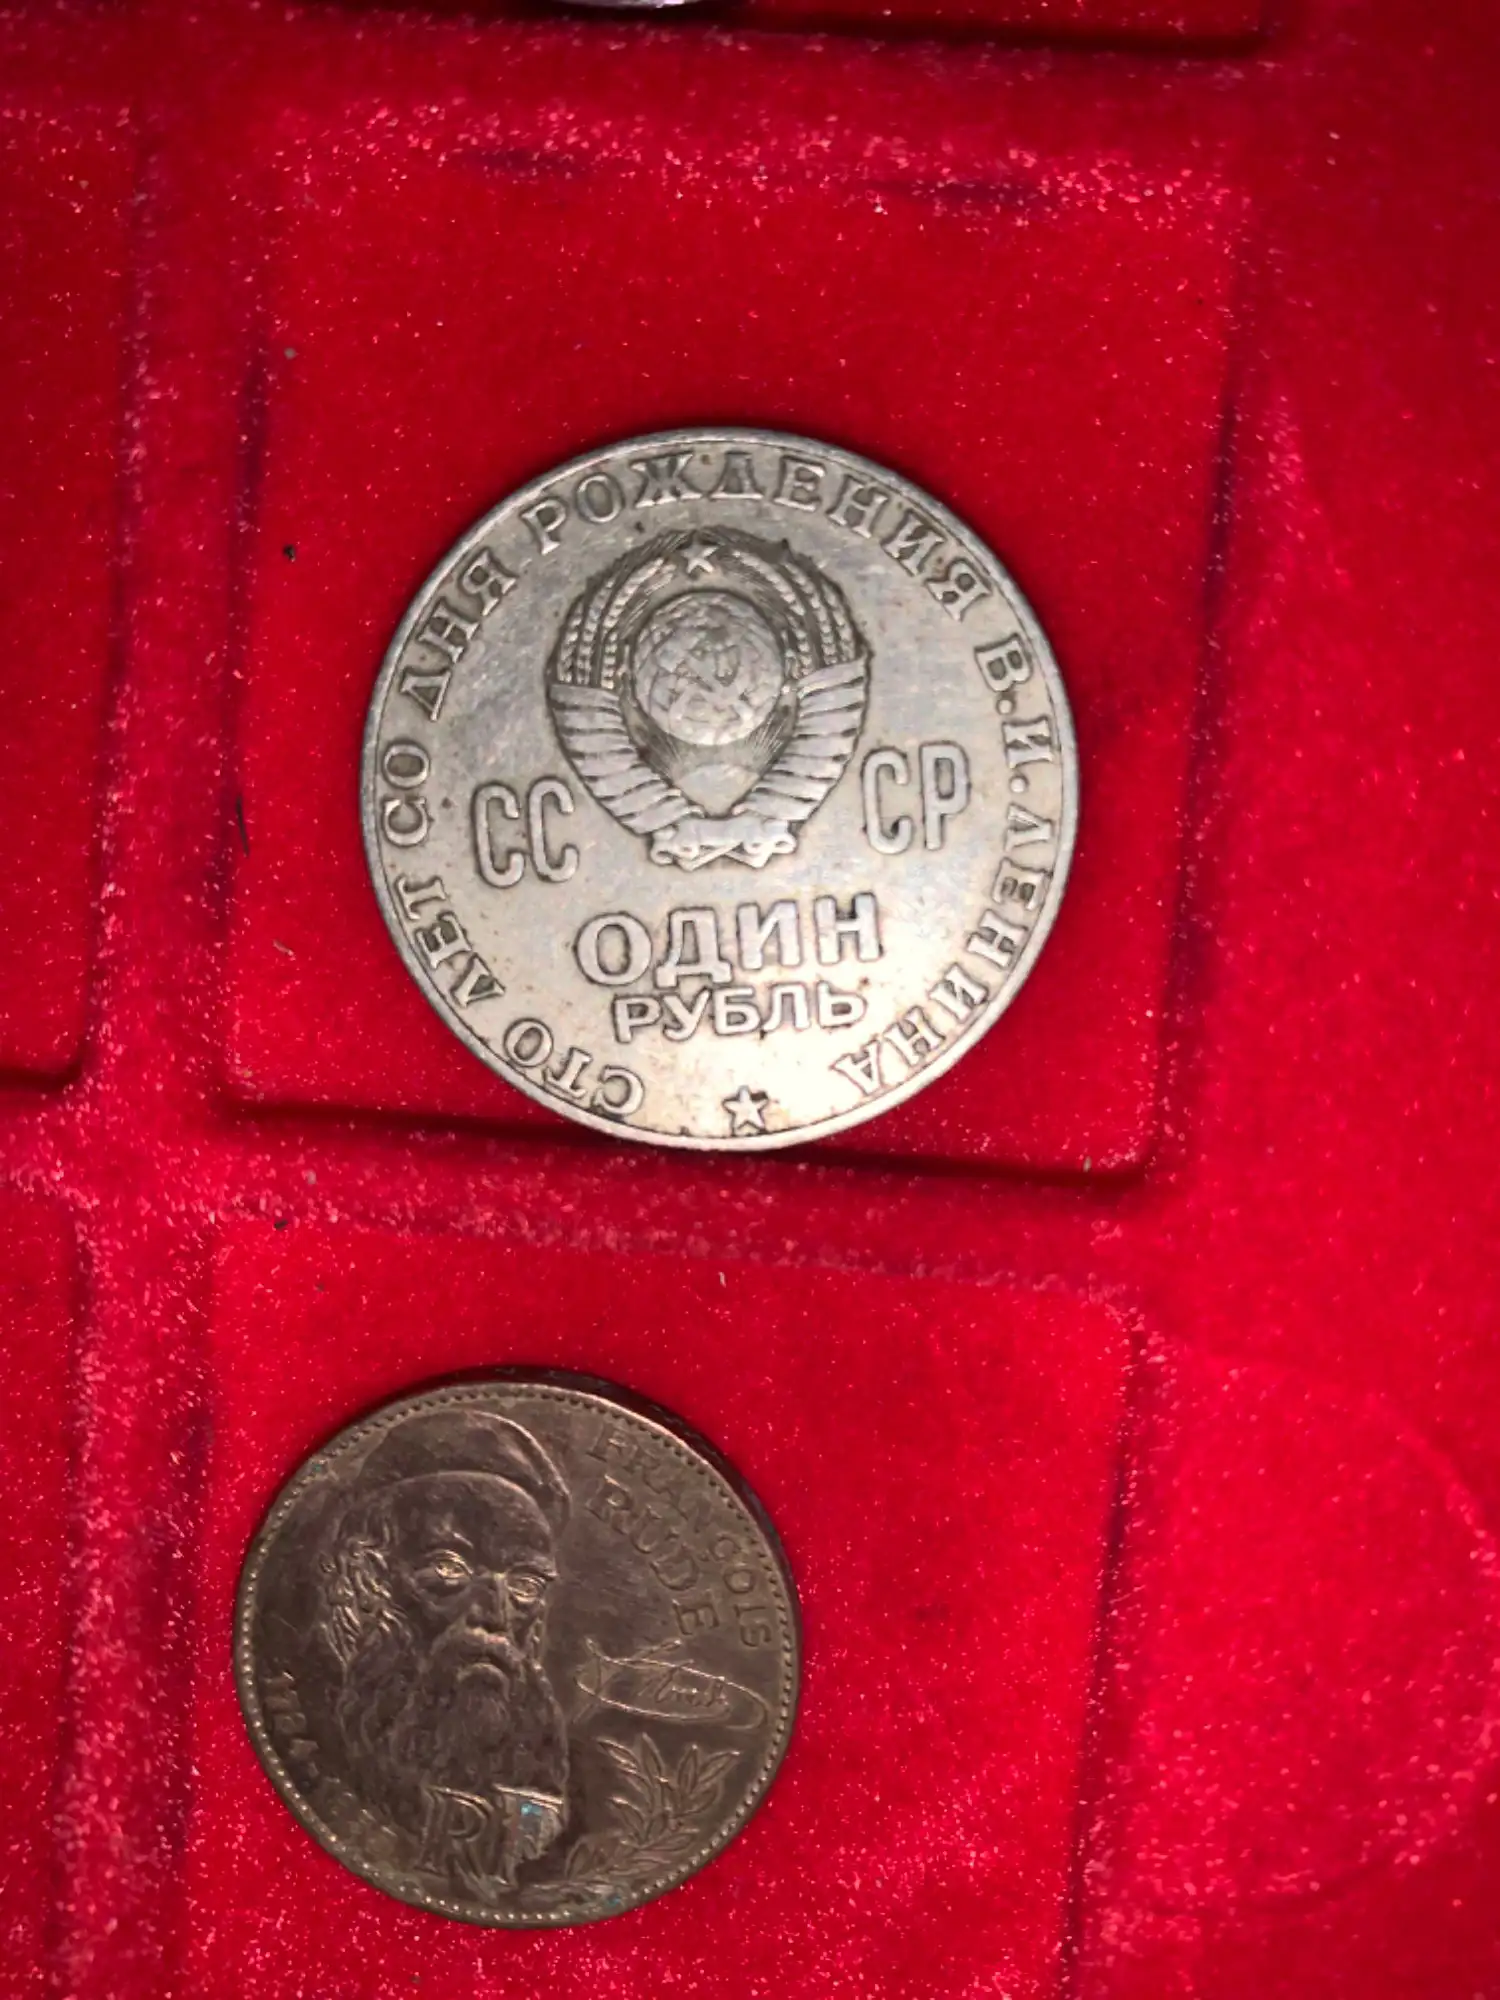 СТО ЛЕТ СО ДНЯ РОЖДЕНИЯ В.И.ЛЕНИНА
СС СР
ОДИН
РУБЛЬ
FRANÇOIS
RUDE
RF